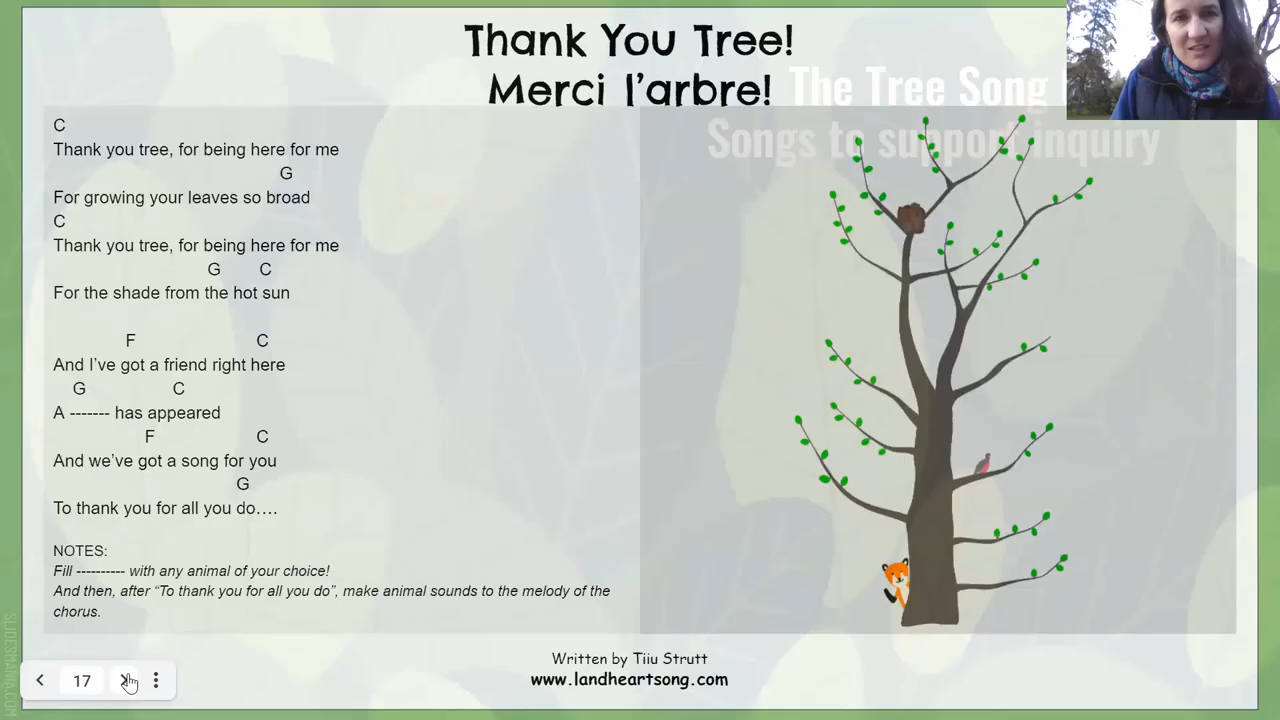 Thank You Tree!
Merci l'arbre!
The Tree Song
Songs to support inquiry
C
Thank you tree, for being here for me
G
For growing your leaves so broad
C
Thank you tree, for being here for me
G C
For the shade from the hot sun
F C
And I've got a friend right here
G C
A ------- has appeared
F C
And we've got a song for you
G
To thank you for all you do….
NOTES:
Fill ---------- with any animal of your choice!
And then, after “To thank you for all you do”, make animal sounds to the melody of the
chorus.
Written by Tiiu Strutt
www.landheartsong.com
17
SLIDESMANIA.COM